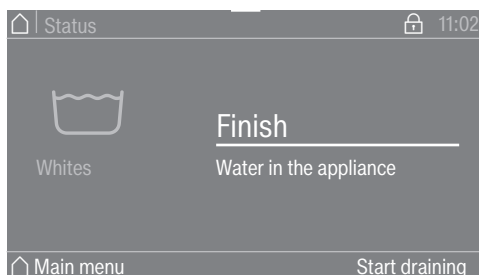 Status 11:02
Finish
Whites Water in the appliance
Main menu Start draining